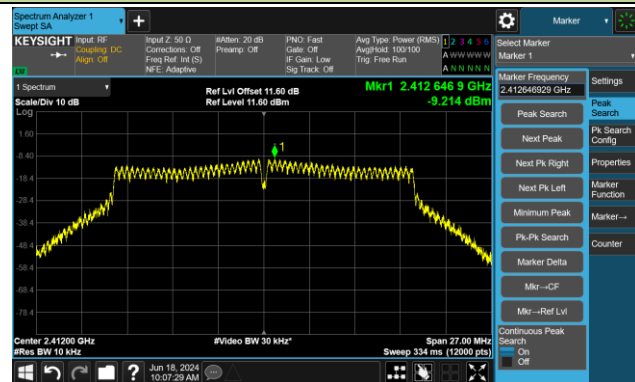 Spectrum Analyzer 1
Swept SA
Marker
KEYSIGHT
Input: RF
Coupling: DC
Align: Off
Input Z: 50 Ω
Corrections: Off
Freq Ref: Int (S)
NFE: Adaptive
#Atten: 20 dB
Preamp: Off
PNO: Fast
Gate: Off
IF Gain: Low
Sig Track: Off
Avg Type: Power (RMS)
Avg|Hold: 100/100
Trig: Free Run
1 2 3 4 5 6
A W W W W W
A N N N N N
Select Marker
Marker 1
1 Spectrum
Scale/Div 10 dB
Log
Ref Lvl Offset 11.60 dB
Ref Level 11.60 dBm
Mkr1 2.412 646 9 GHz
-9.214 dBm
Marker Frequency
2.412646929 GHz
Settings
Peak Search
Next Peak
Next Pk Right
Next Pk Left
Minimum Peak
Pk-Pk Search
Marker Delta
Mkr→CF
Mkr→Ref Lvl
Continuous Peak
Search
On
Off
Peak
Search
Pk Search
Config
Properties
Marker
Function
Marker→
Counter
1
1.60
-8.40
-18.4
-28.4
-38.4
-48.4
-58.4
-68.4
-78.4
Center 2.41200 GHz
#Res BW 10 kHz
#Video BW 30 kHz*
Span 27.00 MHz
Sweep 334 ms (12000 pts)
Jun 18, 2024
10:07:29 AM